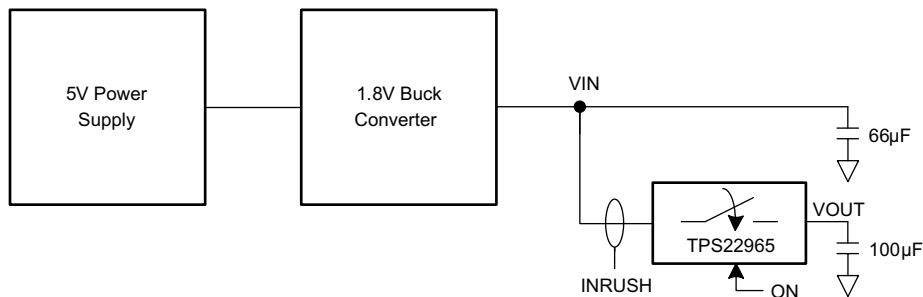 5V Power
Supply
1.8V Buck
Converter
VIN
66µF
VOUT
TPS22965
100µF
INRUSH
ON